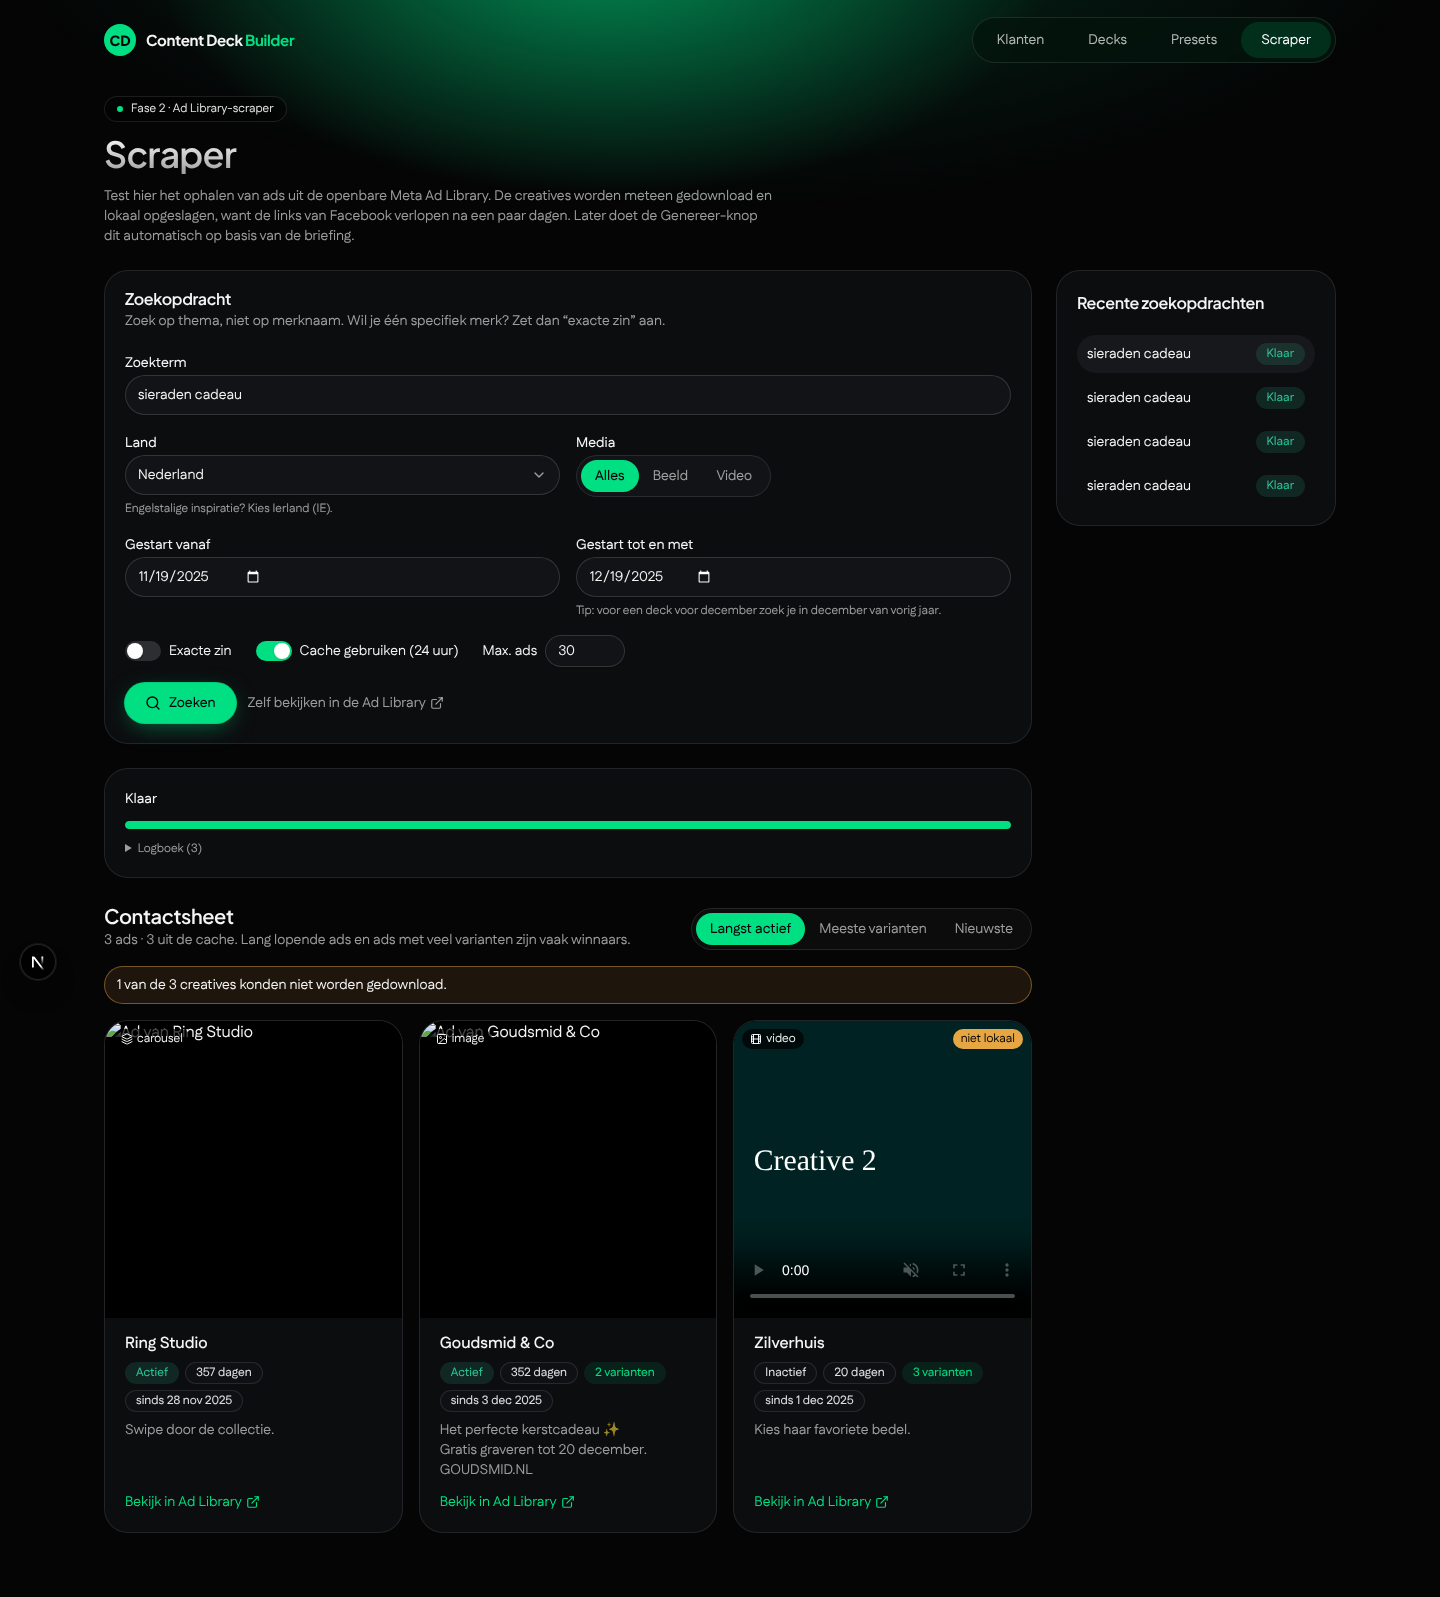 CD Content Deck Builder
Klanten
Decks
Presets
Scraper
Fase 2 · Ad Library-scraper
Scraper
Test hier het ophalen van ads uit de openbare Meta Ad Library. De creatives worden meteen gedownload en
lokaal opgeslagen, want de links van Facebook verlopen na een paar dagen. Later doet de Genereer-knop
dit automatisch op basis van de briefing.
Zoekopdracht
Zoek op thema, niet op merknaam. Wil je één specifiek merk? Zet dan “exacte zin” aan.
Zoekterm
sieraden cadeau
Land
Nederland
Engelstalige inspiratie? Kies Ierland (IE).
Media
Alles
Beeld
Video
Gestart vanaf
11/19/2025
Gestart tot en met
12/19/2025
Tip: voor een deck voor december zoek je in december van vorig jaar.
Exacte zin
Cache gebruiken (24 uur)
Max. ads
30
Zoeken
Zelf bekijken in de Ad Library
Recente zoekopdrachten
sieraden cadeau Klaar
sieraden cadeau Klaar
sieraden cadeau Klaar
sieraden cadeau Klaar
Klaar
Logboek (3)
Contactsheet
3 ads · 3 uit de cache. Lang lopende ads en ads met veel varianten zijn vaak winnaars.
Langst actief
Meeste varianten
Nieuwste
N
1 van de 3 creatives konden niet worden gedownload.
Ad van Ring Studio
carousel
Ring Studio
Actief
357 dagen
sinds 28 nov 2025
Swipe door de collectie.
Bekijk in Ad Library
Ad van Goudsmid & Co
image
Goudsmid & Co
Actief
352 dagen
2 varianten
sinds 3 dec 2025
Het perfecte kerstcadeau ✨
Gratis graveren tot 20 december.
GOUDSMID.NL
Bekijk in Ad Library
video
niet lokaal
Creative 2
0:00
Zilverhuis
Inactief
20 dagen
3 varianten
sinds 1 dec 2025
Kies haar favoriete bedel.
Bekijk in Ad Library